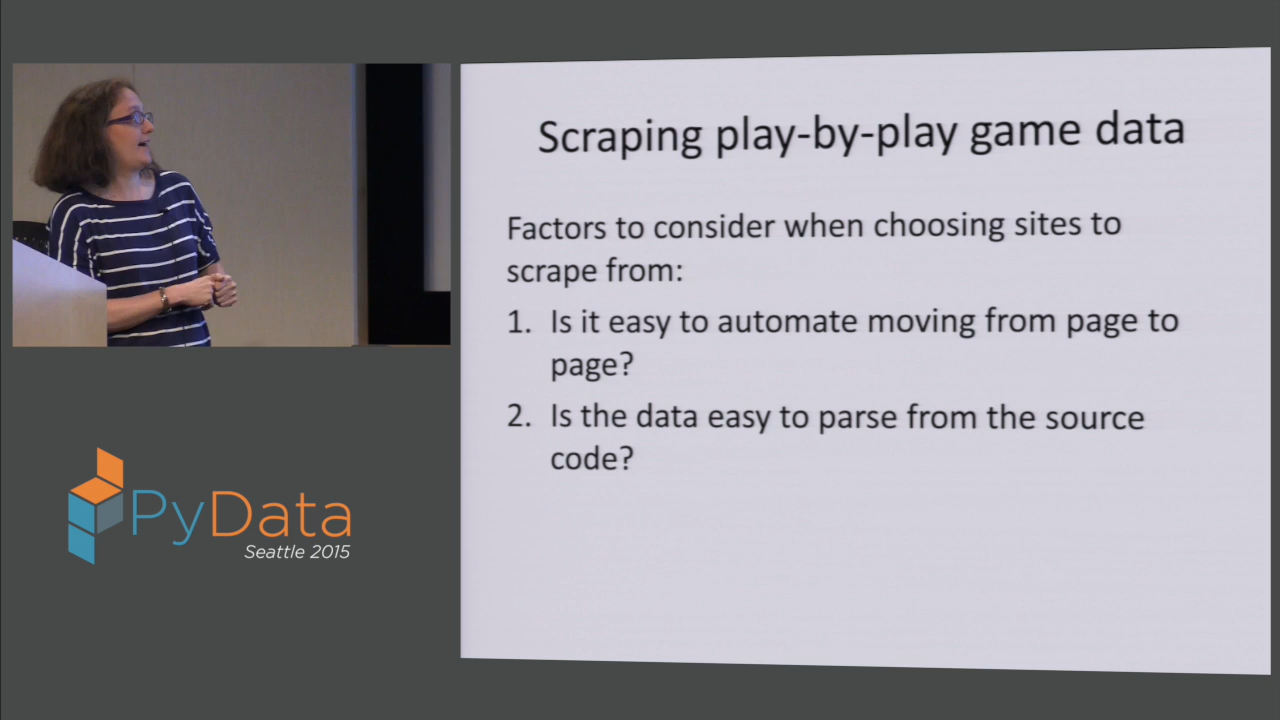 Scraping play-by-play game data
Factors to consider when choosing sites to
scrape from:
1. Is it easy to automate moving from page to
page?
2. Is the data easy to parse from the source
code?
PyData
Seattle 2015